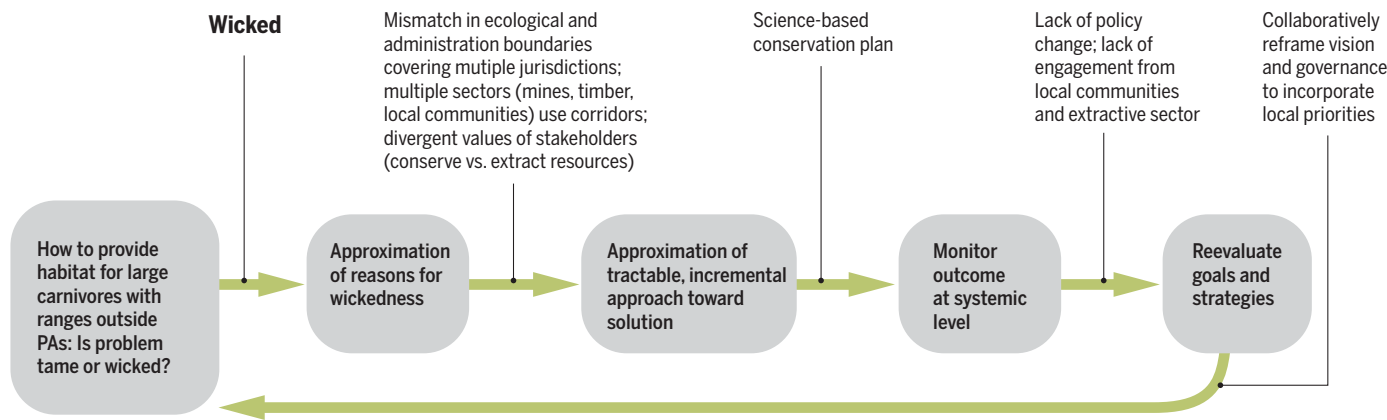 Wicked
Mismatch in ecological and
administration boundaries
covering mutiple jurisdictions;
multiple sectors (mines, timber,
local communities) use corridors;
divergent values of stakeholders
(conserve vs. extract resources)
Science-based
conservation plan
Lack of policy
change; lack of
engagement from
local communities
and extractive sector
Collaboratively
reframe vision
and governance
to incorporate
local priorities
How to provide
habitat for large
carnivores with
ranges outside
PAs: Is problem
tame or wicked?
Approximation
of reasons for
wickedness
Approximation of
tractable, incremental
approach toward
solution
Monitor
outcome
at systemic
level
Reevaluate
goals and
strategies